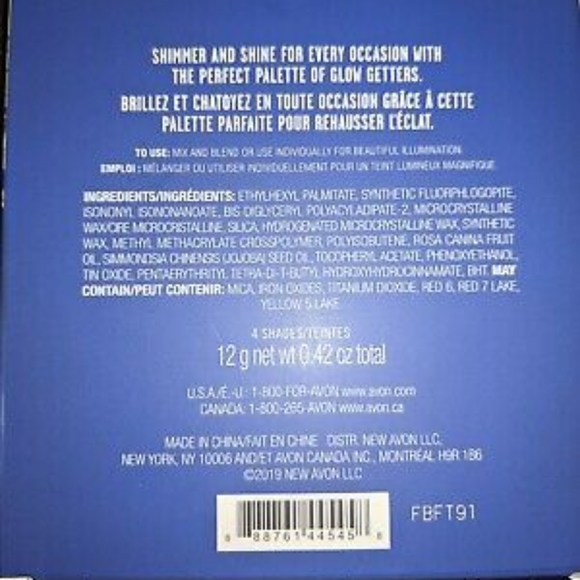 SHIMMER AND SHINE FOR EVERY OCCASION WITH
THE PERFECT PALETTE OF GLOW GETTERS.
BRILLEZ ET CHATOYEZ EN TOUTE OCCASION GRÂCE À CETTE
PALETTE PARFAITE POUR REHAUSSER L'ÉCLAT.
TO USE: MIX AND BLEND OR USE INDIVIDUALLY FOR BEAUTIFUL ILLUMINATION.
EMPLOI: MÉLANGER OU UTILISER INDIVIDUELLEMENT POUR UN TEINT LUMINEUX MAGNIFIQUE.
INGREDIENTS/INGRÉDIENTS: ETHYLHEXYL PALMITATE, SYNTHETIC FLUORPHLOGOPITE,
ISONONYL ISONONANOATE, BIS-DIGLYCERYL POLYACYLADIPATE-2, MICROCRYSTALLINE
WAX/CIRE MICROCRISTALLINE, SILICA, HYDROGENATED MICROCRYSTALLINE WAX, SYNTHETIC
WAX, METHYL METHACRYLATE CROSSPOLYMER, POLYISOBUTENE, ROSA CANINA FRUIT
OIL, SIMMONDSIA CHINENSIS (JOJOBA) SEED OIL, TOCOPHERYL ACETATE, PHENOXYETHANOL,
TIN OXIDE, PENTAERYTHRITYL TETRA-DI-T-BUTYL HYDROXYHYDROCINNAMATE, BHT. MAY
CONTAIN/PEUT CONTENIR: MICA, IRON OXIDES, TITANIUM DIOXIDE, RED 6, RED 7 LAKE,
YELLOW 5 LAKE
4 SHADES/TEINTES
12 g net wt 0.42 oz total
U.S.A./É.-U.: 1-800-FOR-AVON www.avon.com
CANADA: 1-800-265-AVON www.avon.ca
MADE IN CHINA/FAIT EN CHINE DISTR. NEW AVON LLC,
NEW YORK, NY 10006 AND/ET AVON CANADA INC., MONTRÉAL H9R 1B6
©2019 NEW AVON LLC
FBFT91
8 88761 44545 8